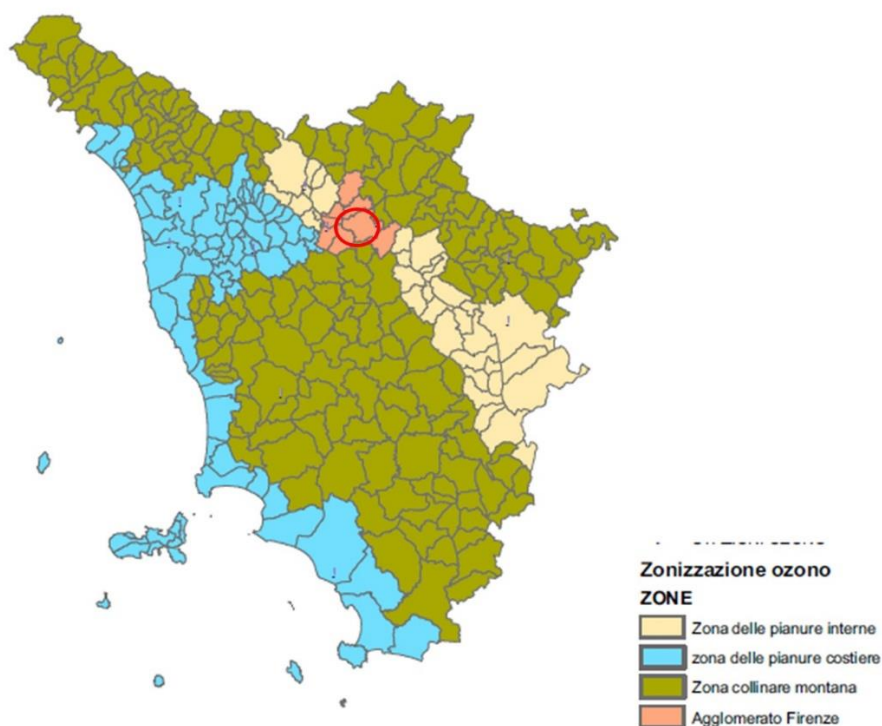 Zonizzazione ozono
ZONE
Zona delle pianure interne
zona delle pianure costiere
Zona collinare montana
Agglomerato Firenze